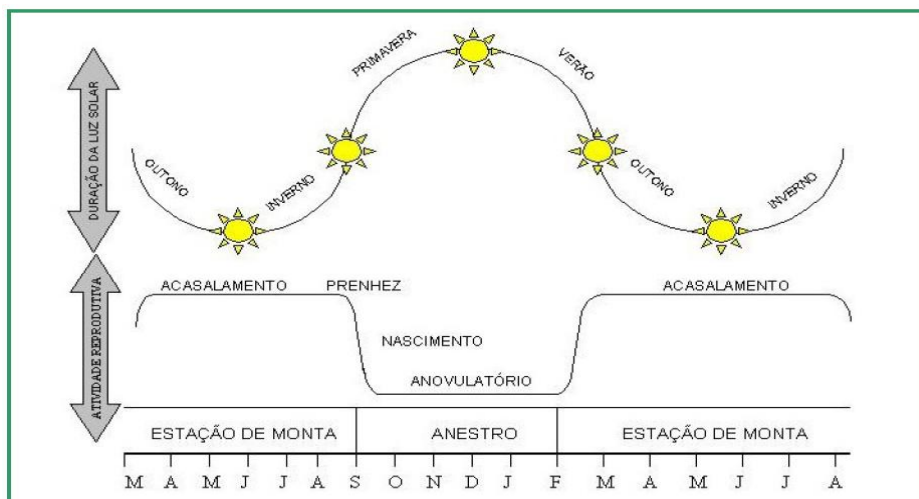 DURAÇÃO DA LUZ SOLAR
OUTONO
INVERNO
PRIMAVERA
VERÃO
OUTONO
INVERNO
ATIVIDADE REPRODUTIVA
ACASALAMENTO PRENHEZ ACASALAMENTO
NASCIMENTO
ANOVULATÓRIO
ESTAÇÃO DE MONTA ANESTRO ESTAÇÃO DE MONTA
M A M J J A S O N D J F M A M J J A